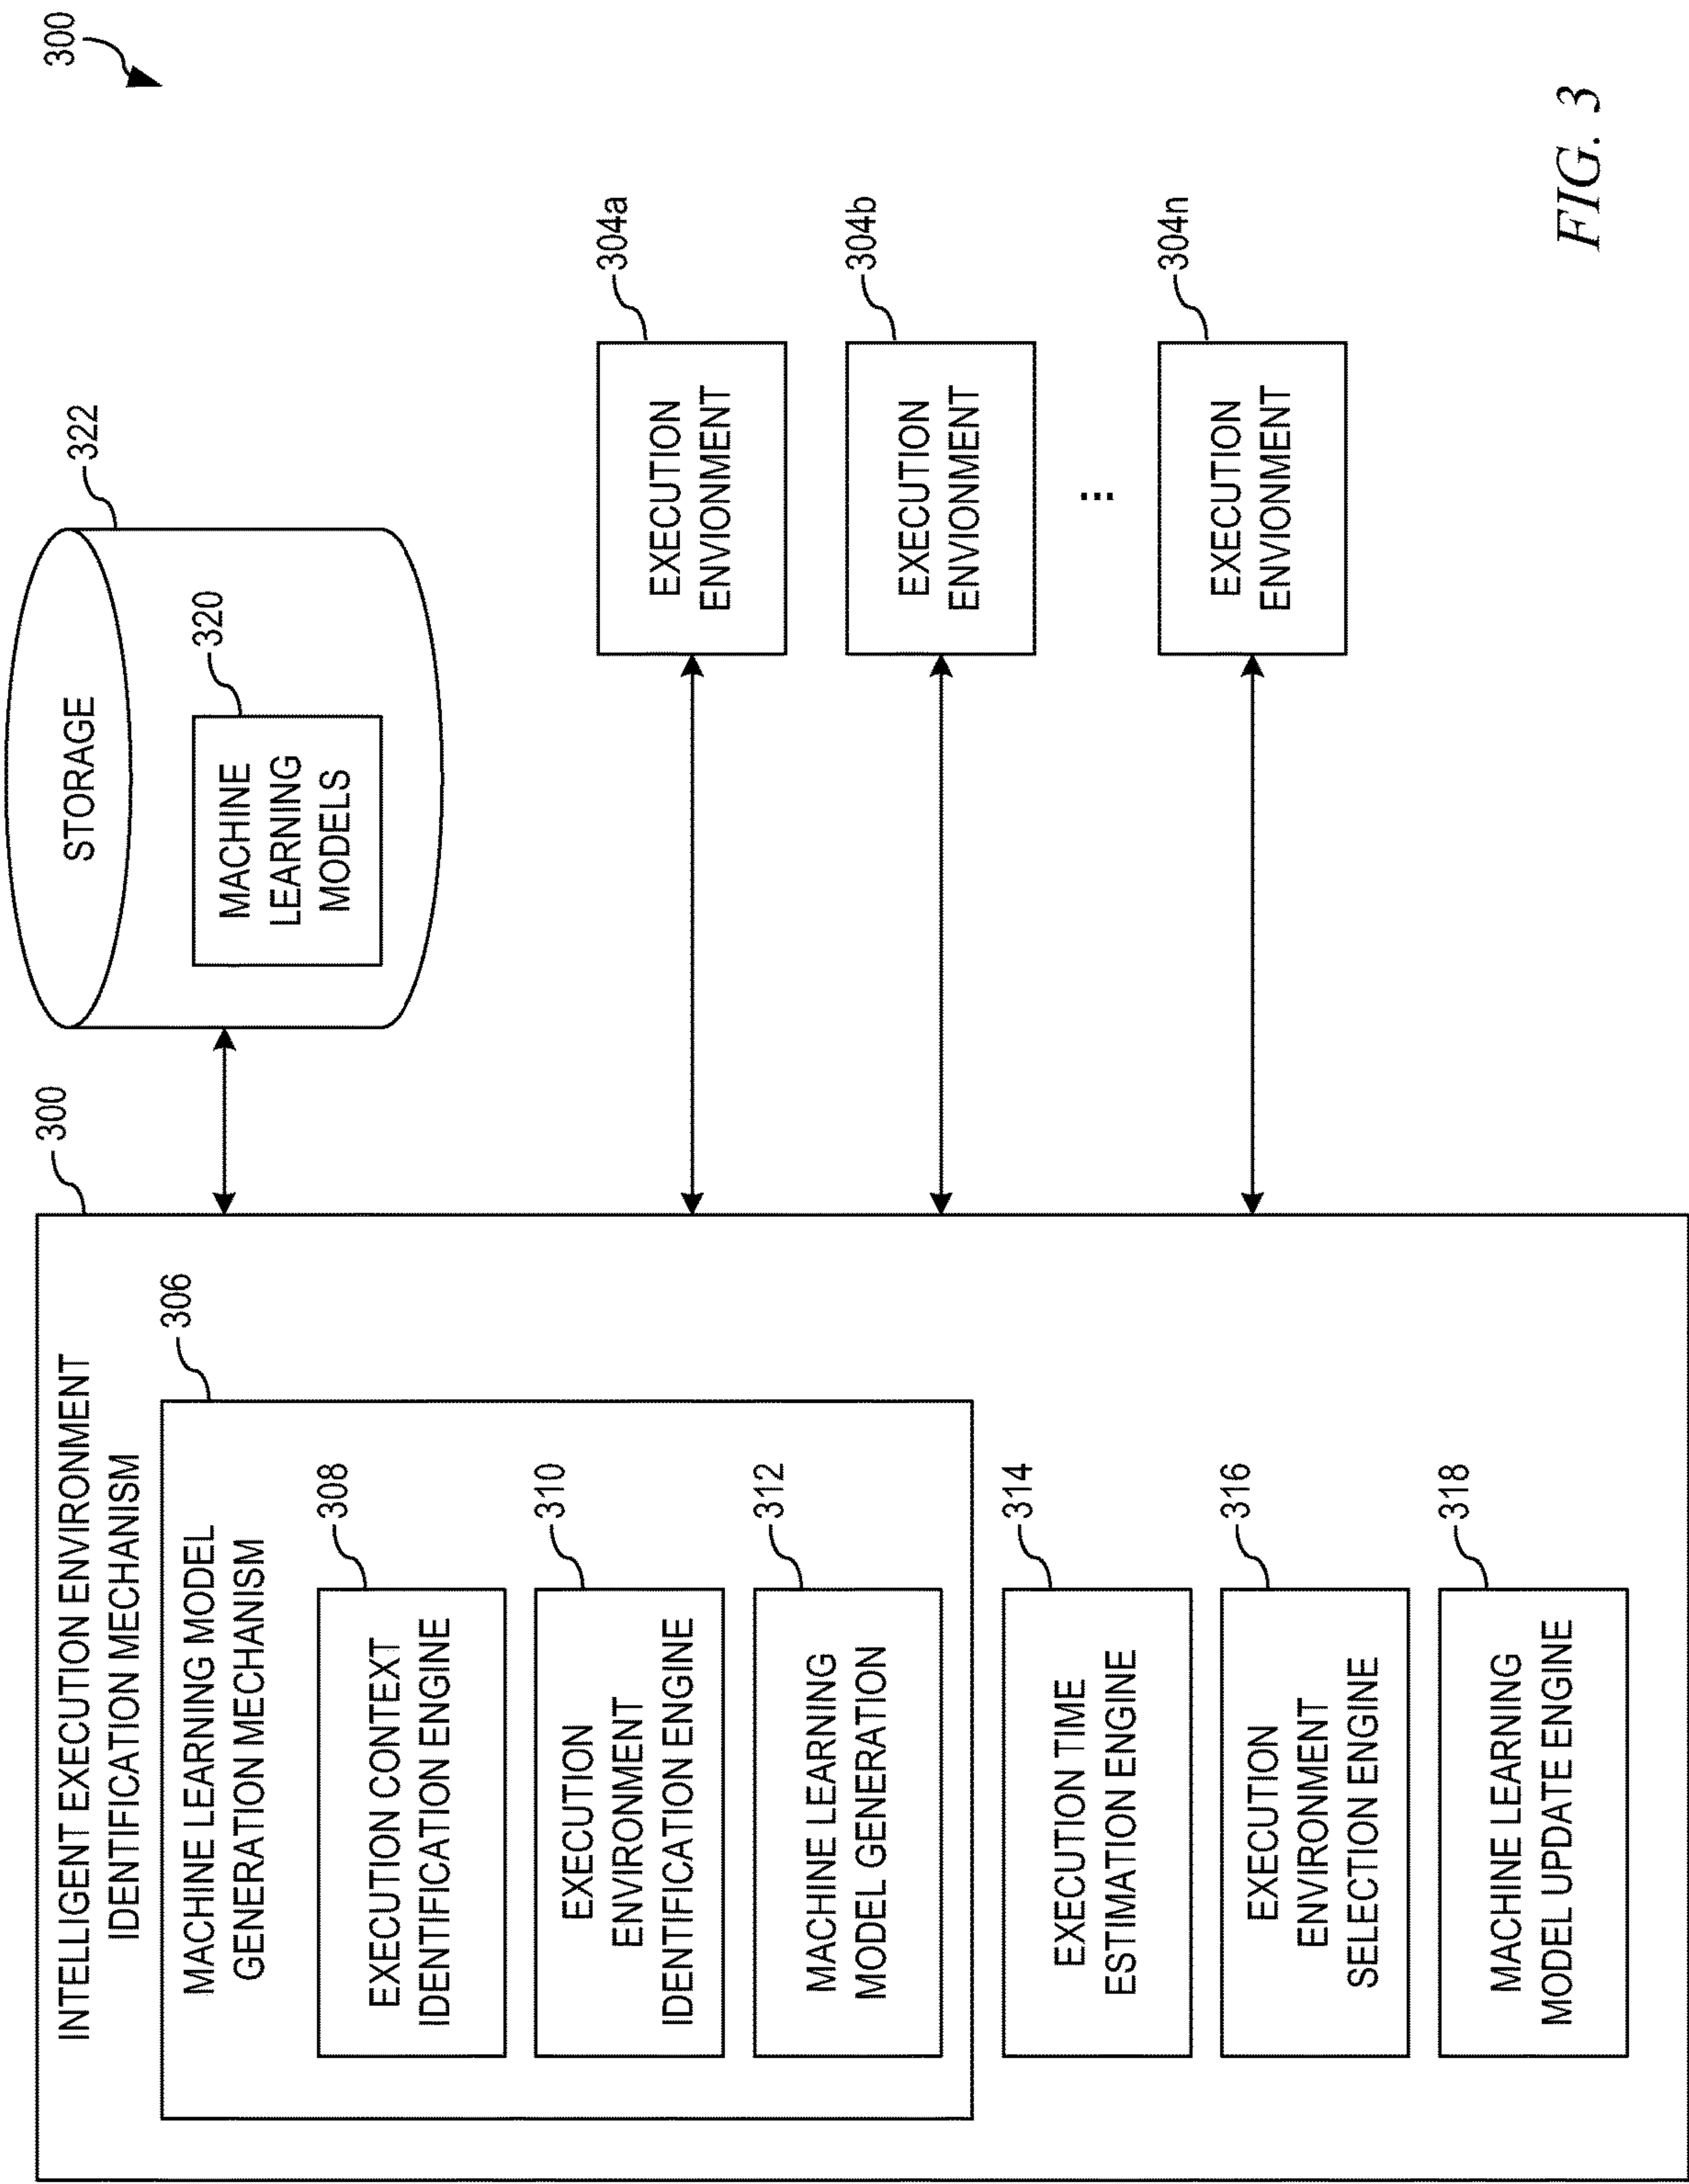 300
INTELLIGENT EXECUTION ENVIRONMENT
IDENTIFICATION MECHANISM
300
MACHINE LEARNING MODEL
GENERATION MECHANISM
306
EXECUTION CONTEXT
IDENTIFICATION ENGINE
308
EXECUTION
ENVIRONMENT
IDENTIFICATION ENGINE
310
MACHINE LEARNING
MODEL GENERATION
312
EXECUTION TIME
ESTIMATION ENGINE
314
EXECUTION
ENVIRONMENT
SELECTION ENGINE
316
MACHINE LEARNING
MODEL UPDATE ENGINE
318
STORAGE
322
MACHINE
LEARNING
MODELS
320
EXECUTION
ENVIONMENT
304a
EXECUTION
ENVIONMENT
304b
...
EXECUTION
ENVIONMENT
304n
FIG. 3